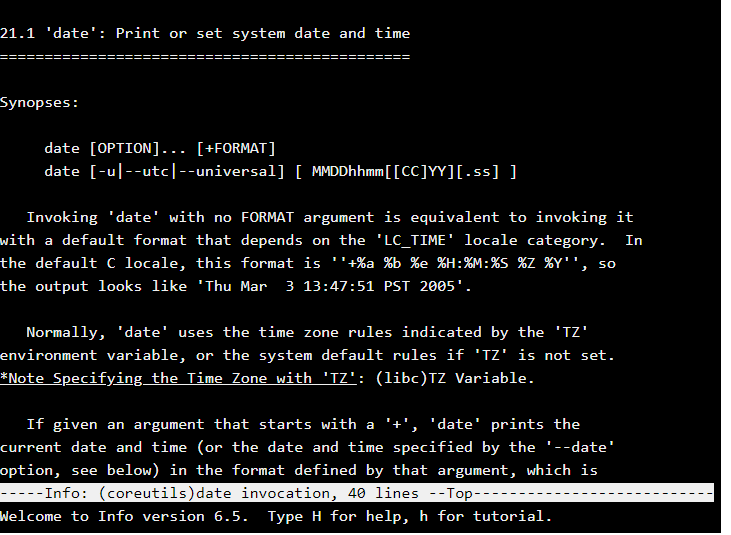 21.1 'date': Print or set system date and time
==============================================
Synopses:
     date [OPTION]... [+FORMAT]
     date [-u|--utc|--universal] [ MMDDhhmm[[CC]YY][.ss] ]
   Invoking 'date' with no FORMAT argument is equivalent to invoking it
with a default format that depends on the 'LC_TIME' locale category.  In
the default C locale, this format is ''+%a %b %e %H:%M:%S %Z %Y'', so
the output looks like 'Thu Mar  3 13:47:51 PST 2005'.
   Normally, 'date' uses the time zone rules indicated by the 'TZ'
environment variable, or the system default rules if 'TZ' is not set.
*Note Specifying the Time Zone with 'TZ': (libc)TZ Variable.
   If given an argument that starts with a '+', 'date' prints the
current date and time (or the date and time specified by the '--date'
option, see below) in the format defined by that argument, which is
-----Info: (coreutils)date invocation, 40 lines --Top---------------------------
Welcome to Info version 6.5.  Type H for help, h for tutorial.